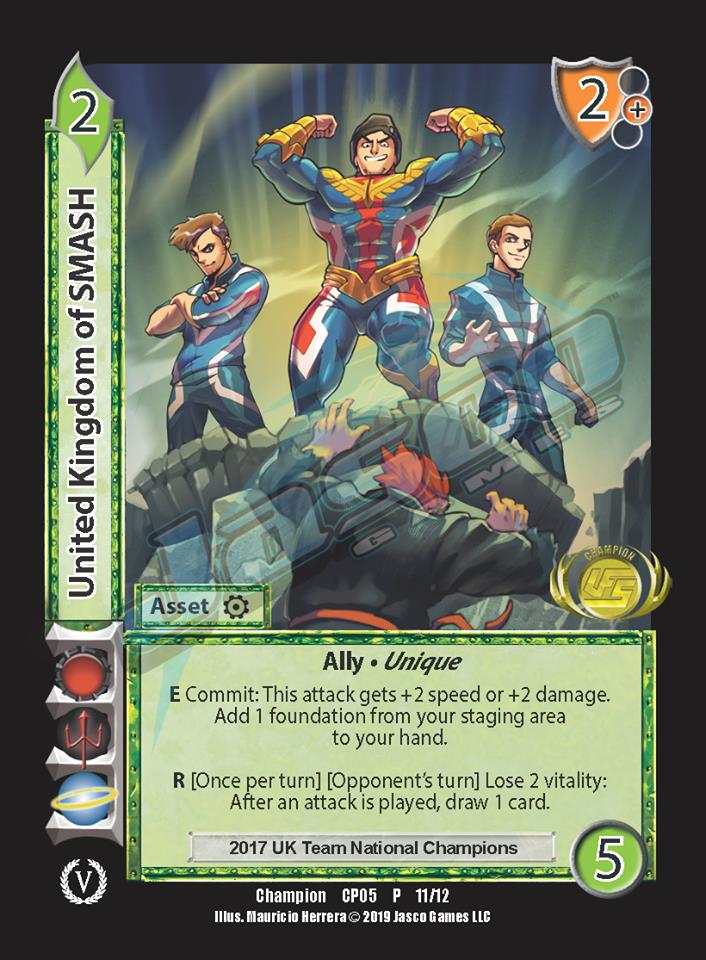 2
2
+
United Kingdom of SMASH
JASCO
GAMES
™
CHAMPION
UFS
Asset
Ally • Unique
E Commit: This attack gets +2 speed or +2 damage.
Add 1 foundation from your staging area
to your hand.
R [Once per turn] [Opponent's turn] Lose 2 vitality:
After an attack is played, draw 1 card.
2017 UK Team National Champions
5
V
Champion CP05 P 11/12
Illus. Mauricio Herrera © 2019 Jasco Games LLC